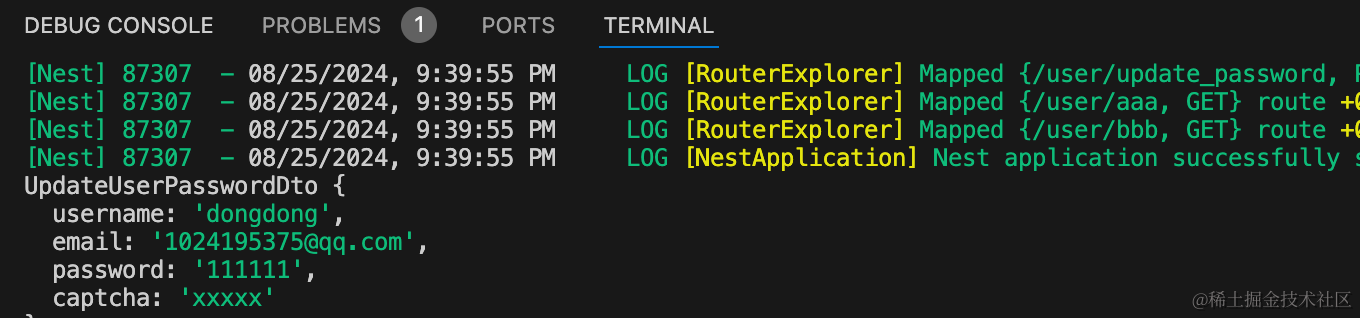 DEBUG CONSOLE PROBLEMS 1 PORTS TERMINAL
[Nest] 87307  - 08/25/2024, 9:39:55 PM     LOG [RouterExplorer] Mapped {/user/update_password,
[Nest] 87307  - 08/25/2024, 9:39:55 PM     LOG [RouterExplorer] Mapped {/user/aaa, GET} route
[Nest] 87307  - 08/25/2024, 9:39:55 PM     LOG [RouterExplorer] Mapped {/user/bbb, GET} route
[Nest] 87307  - 08/25/2024, 9:39:55 PM     LOG [NestApplication] Nest application successfully
UpdateUserPasswordDto {
  username: 'dongdong',
  email: '1024195375@qq.com',
  password: '111111',
  captcha: 'xxxxx'
@稀土掘金技术社区